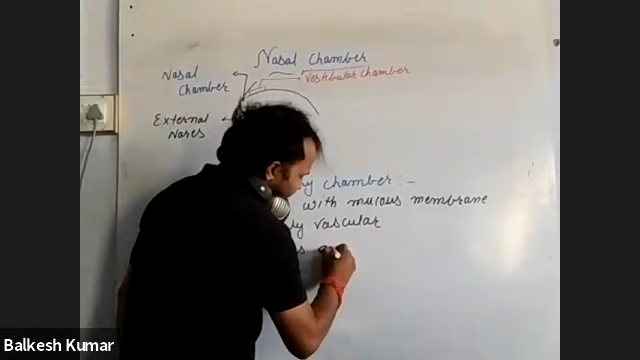 Nasal Chamber
Nasal
Chamber
Vestibular Chamber
External
Nares
chamber :-
with mucous membrane
vascular
Balkesh Kumar